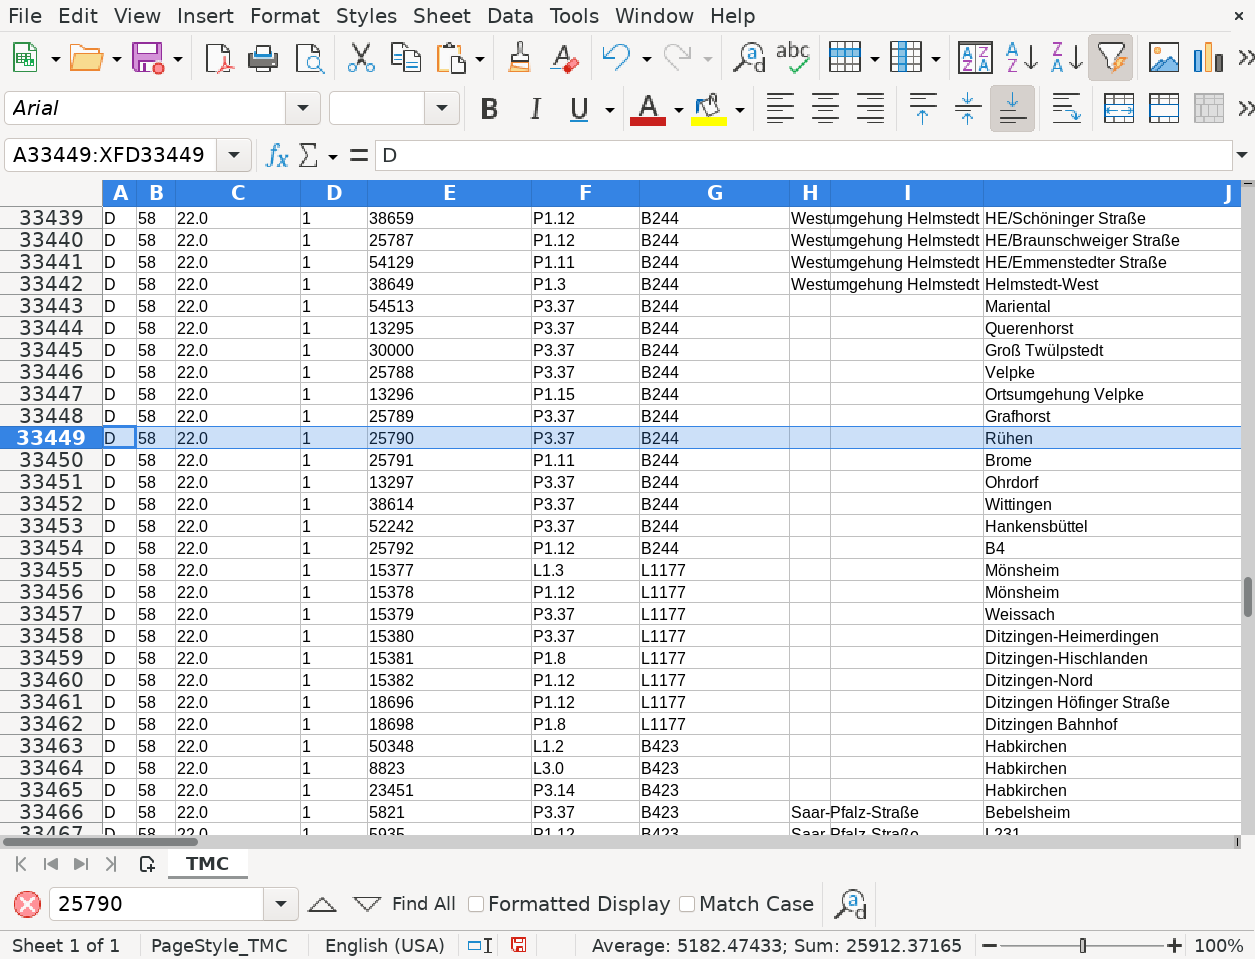 File Edit View Insert Format Styles Sheet Data Tools Window Help
abc
Arial
B I U A
A33449:XFD33449 fx Σ = D
A B C D E F G H I J
33439 D 58 22.0 1 38659 P1.12 B244 Westumgehung Helmstedt HE/Schöninger Straße
33440 D 58 22.0 1 25787 P1.12 B244 Westumgehung Helmstedt HE/Braunschweiger Straße
33441 D 58 22.0 1 54129 P1.11 B244 Westumgehung Helmstedt HE/Emmenstedter Straße
33442 D 58 22.0 1 38649 P1.3 B244 Westumgehung Helmstedt Helmstedt-West
33443 D 58 22.0 1 54513 P3.37 B244 Mariental
33444 D 58 22.0 1 13295 P3.37 B244 Querenhorst
33445 D 58 22.0 1 30000 P3.37 B244 Groß Twülpstedt
33446 D 58 22.0 1 25788 P3.37 B244 Velpke
33447 D 58 22.0 1 13296 P1.15 B244 Ortsumgehung Velpke
33448 D 58 22.0 1 25789 P3.37 B244 Grafhorst
33449 D 58 22.0 1 25790 P3.37 B244 Rühen
33450 D 58 22.0 1 25791 P1.11 B244 Brome
33451 D 58 22.0 1 13297 P3.37 B244 Ohrdorf
33452 D 58 22.0 1 38614 P3.37 B244 Wittingen
33453 D 58 22.0 1 52242 P3.37 B244 Hankensbüttel
33454 D 58 22.0 1 25792 P1.12 B244 B4
33455 D 58 22.0 1 15377 L1.3 L1177 Mönsheim
33456 D 58 22.0 1 15378 P1.12 L1177 Mönsheim
33457 D 58 22.0 1 15379 P3.37 L1177 Weissach
33458 D 58 22.0 1 15380 P3.37 L1177 Ditzingen-Heimerdingen
33459 D 58 22.0 1 15381 P1.8 L1177 Ditzingen-Hischlanden
33460 D 58 22.0 1 15382 P1.12 L1177 Ditzingen-Nord
33461 D 58 22.0 1 18696 P1.12 L1177 Ditzingen Höfinger Straße
33462 D 58 22.0 1 18698 P1.8 L1177 Ditzingen Bahnhof
33463 D 58 22.0 1 50348 L1.2 B423 Habkirchen
33464 D 58 22.0 1 8823 L3.0 B423 Habkirchen
33465 D 58 22.0 1 23451 P3.14 B423 Habkirchen
33466 D 58 22.0 1 5821 P3.37 B423 Saar-Pfalz-Straße Bebelsheim
33467 D 58 22.0 1 5935 P1.12 B423 Saar-Pfalz-Straße L231
TMC
25790 Find All Formatted Display Match Case
Sheet 1 of 1 PageStyle_TMC English (USA) Average: 5182.47433; Sum: 25912.37165 100%